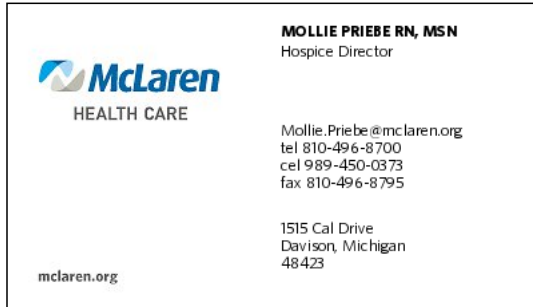 McLaren
HEALTH CARE
mclaren.org
MOLLIE PRIEBE RN, MSN
Hospice Director
Mollie.Priebe@mclaren.org
tel 810-496-8700
cel 989-450-0373
fax 810-496-8795
1515 Cal Drive
Davison, Michigan
48423